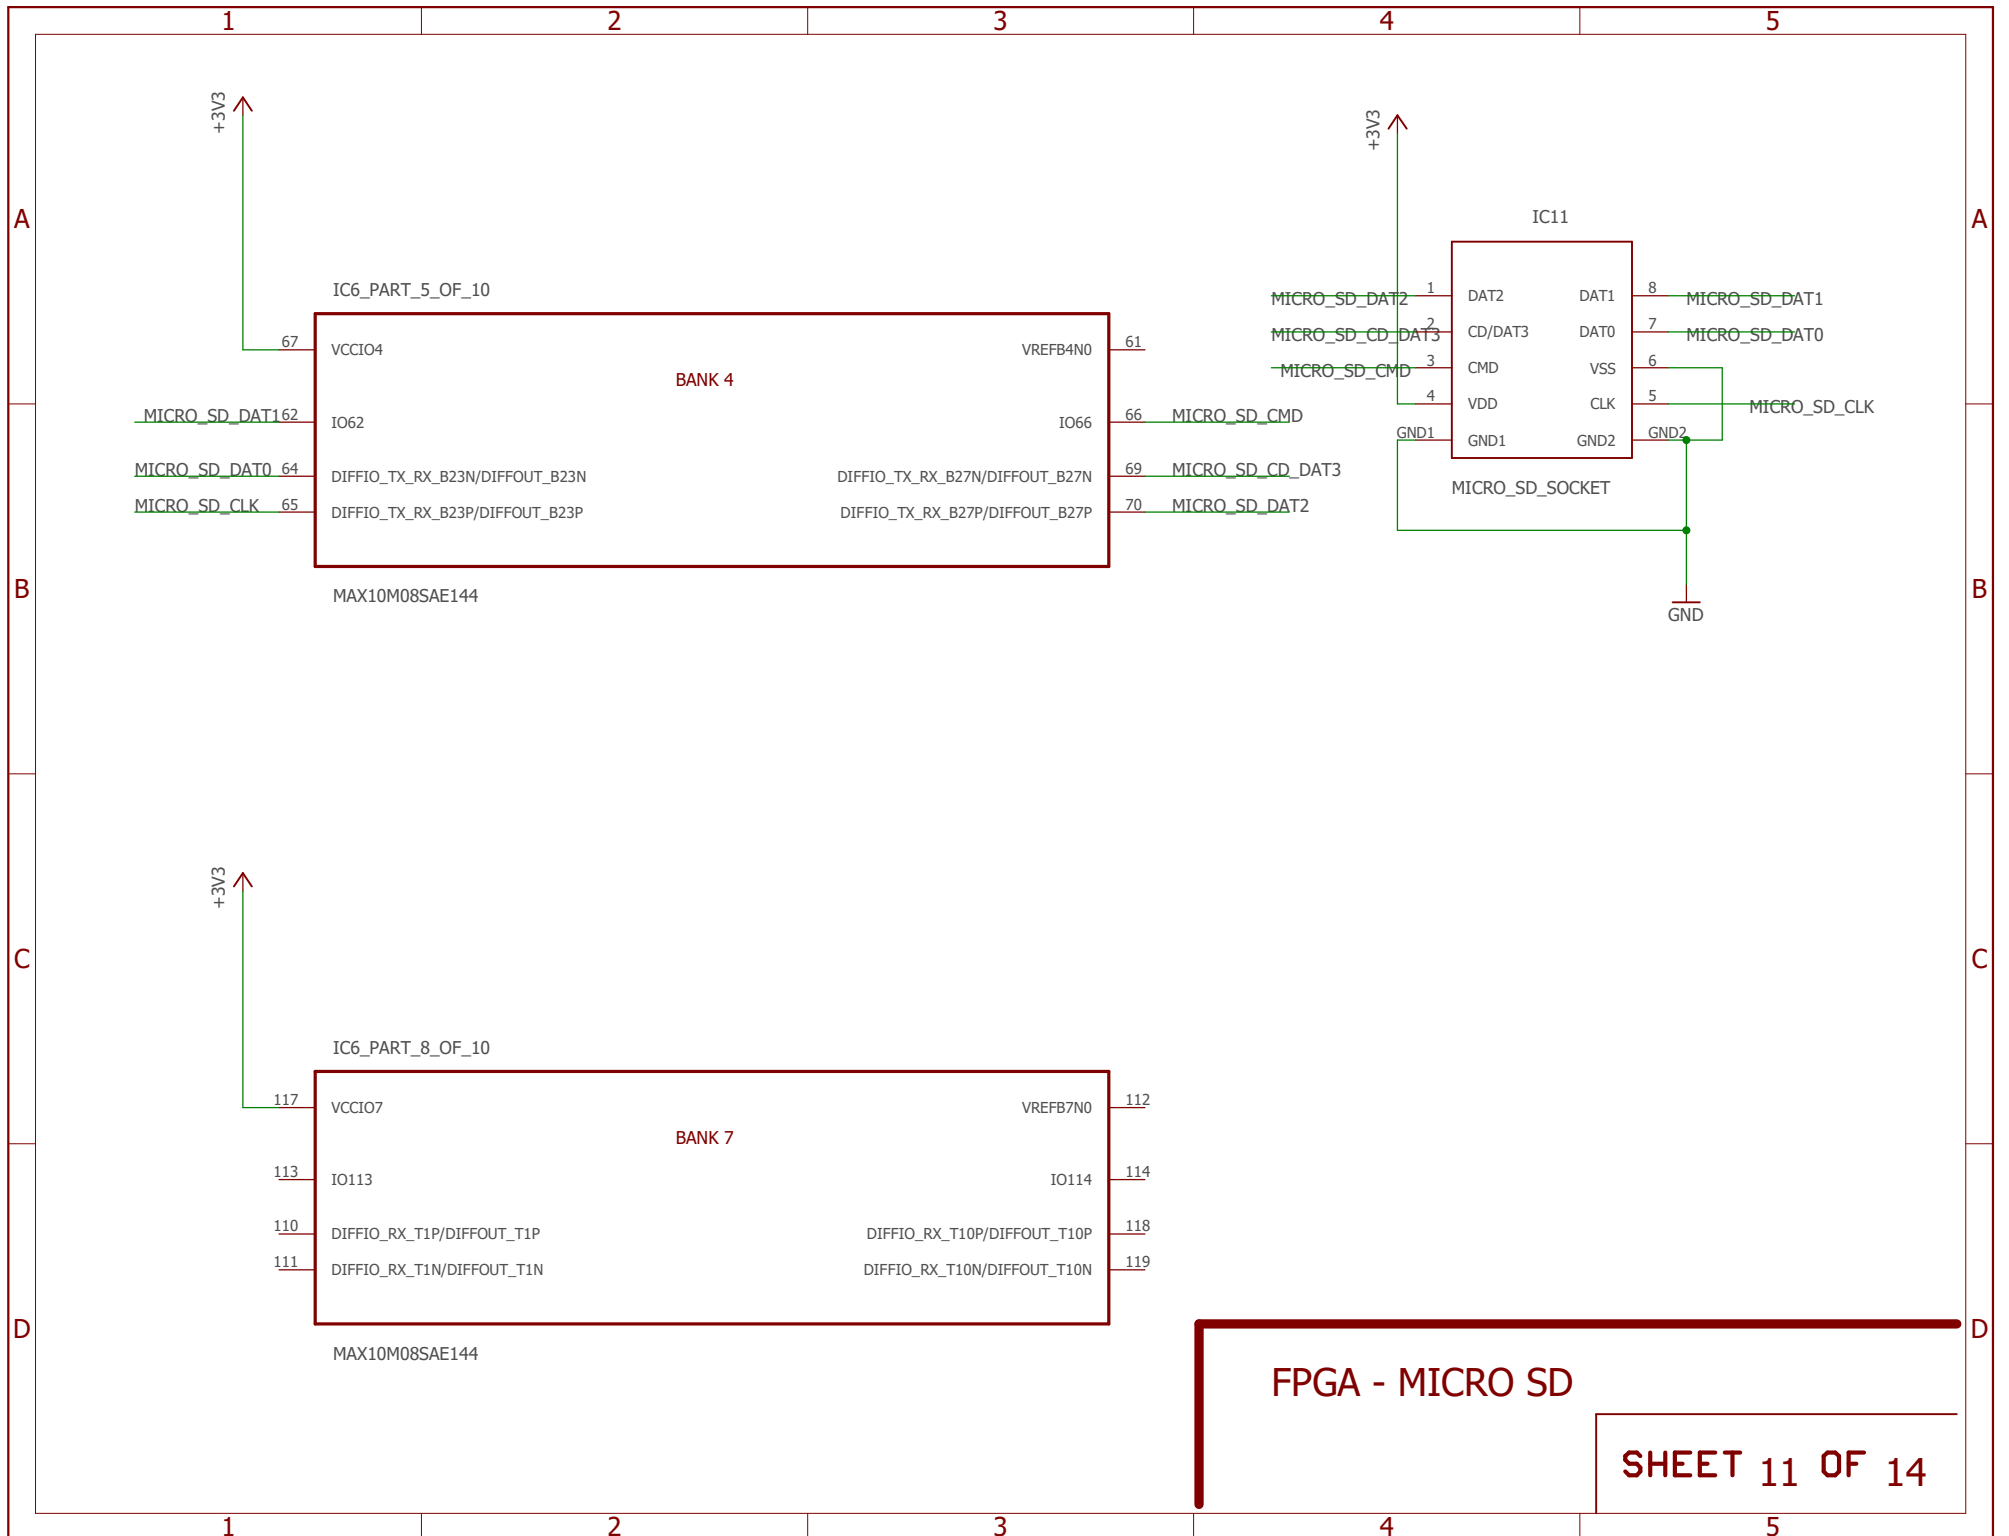 1 2 3 4 5
A A
+3V3
+3V3
IC11
MICRO_SD_DAT2 1 DAT2 DAT1 8 MICRO_SD_DAT1
MICRO_SD_CD_DAT3 2 CD/DAT3 DAT0 7 MICRO_SD_DAT0
MICRO_SD_CMD 3 CMD VSS 6
4 VDD CLK 5 MICRO_SD_CLK
GND1 GND1 GND2 GND2
MICRO_SD_SOCKET
GND
IC6_PART_5_OF_10
67 VCCIO4 VREFB4N0 61
BANK 4
MICRO_SD_DAT1 62 IO62 IO66 66 MICRO_SD_CMD
MICRO_SD_DAT0 64 DIFFIO_TX_RX_B23N/DIFFOUT_B23N DIFFIO_TX_RX_B27N/DIFFOUT_B27N 69 MICRO_SD_CD_DAT3
MICRO_SD_CLK 65 DIFFIO_TX_RX_B23P/DIFFOUT_B23P DIFFIO_TX_RX_B27P/DIFFOUT_B27P 70 MICRO_SD_DAT2
MAX10M08SAE144
B B
+3V3
C C
IC6_PART_8_OF_10
117 VCCIO7 VREFB7N0 112
BANK 7
113 IO113 IO114 114
110 DIFFIO_RX_T1P/DIFFOUT_T1P DIFFIO_RX_T10P/DIFFOUT_T10P 118
111 DIFFIO_RX_T1N/DIFFOUT_T1N DIFFIO_RX_T10N/DIFFOUT_T10N 119
MAX10M08SAE144
D D
FPGA - MICRO SD
SHEET 11 OF 14
1 2 3 4 5